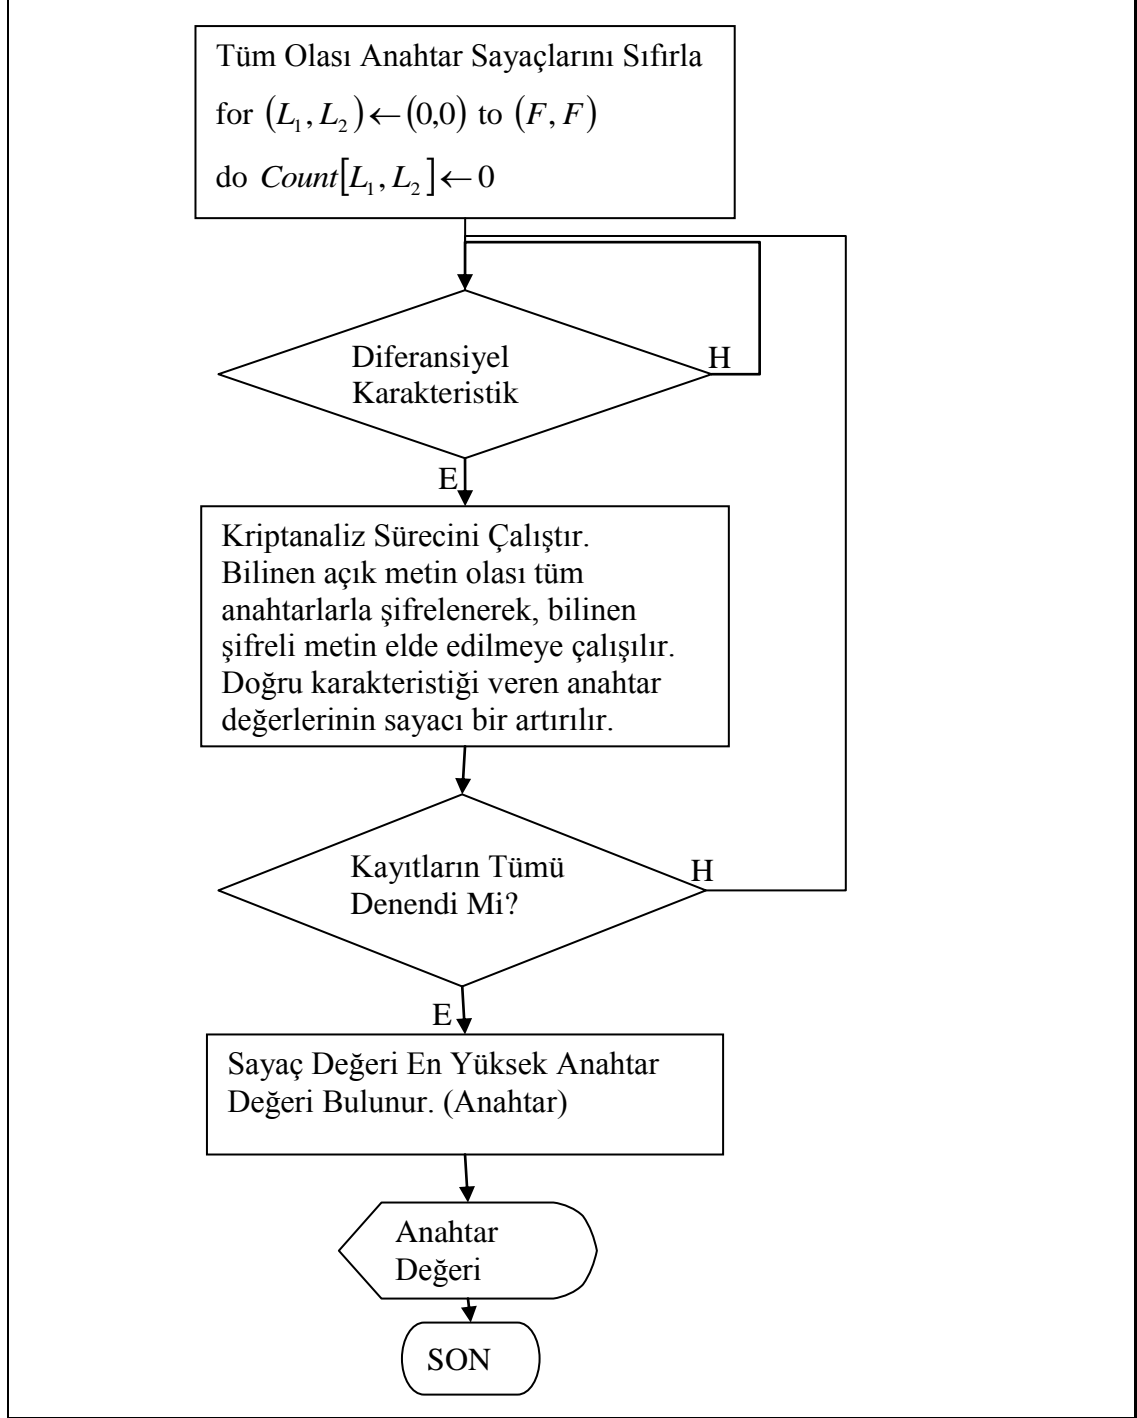 Tüm Olası Anahtar Sayaçlarını Sıfırla
for (L₁, L₂) ← (0,0) to (F, F)
do Count[L₁, L₂] ← 0
Diferansiyel
Karakteristik
H
E
Kriptanaliz Sürecini Çalıştır.
Bilinen açık metin olası tüm
anahtarlarla şifrelenerek, bilinen
şifreli metin elde edilmeye çalışılır.
Doğru karakteristiği veren anahtar
değerlerinin sayacı bir artırılır.
Kayıtların Tümü
Denendi Mi?
H
E
Sayaç Değeri En Yüksek Anahtar
Değeri Bulunur. (Anahtar)
Anahtar
Değeri
SON